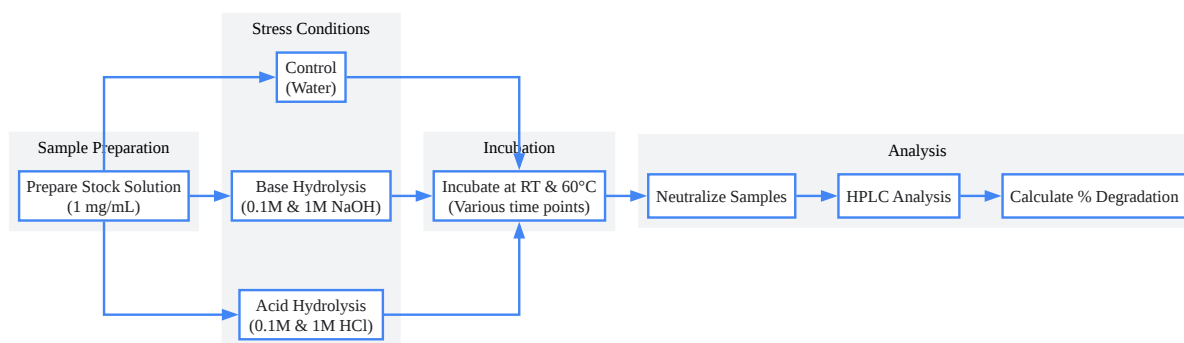 Stress Conditions
Control
(Water)
Sample Preparation
Prepare Stock Solution
(1 mg/mL)
Base Hydrolysis
(0.1M & 1M NaOH)
Acid Hydrolysis
(0.1M & 1M HCl)
Incubation
Incubate at RT & 60°C
(Various time points)
Analysis
Neutralize Samples
HPLC Analysis
Calculate % Degradation